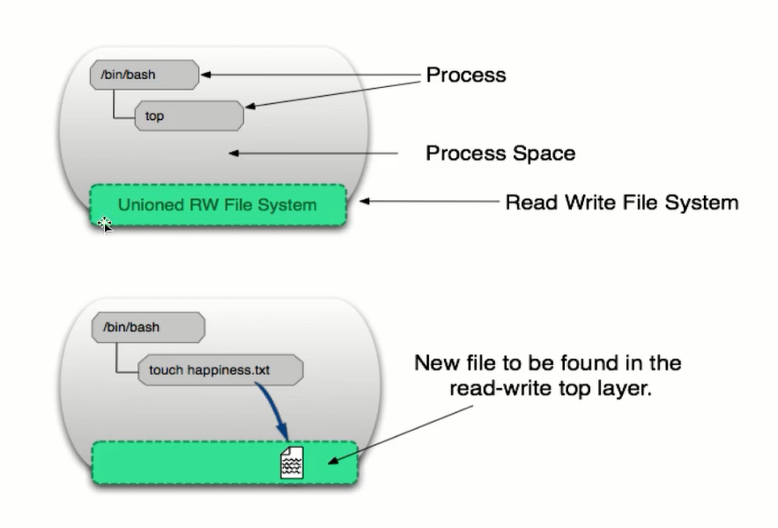 /bin/bash
Process
top
Process Space
Unioned RW File System
Read Write File System
/bin/bash
touch happiness.txt
New file to be found in the
read-write top layer.